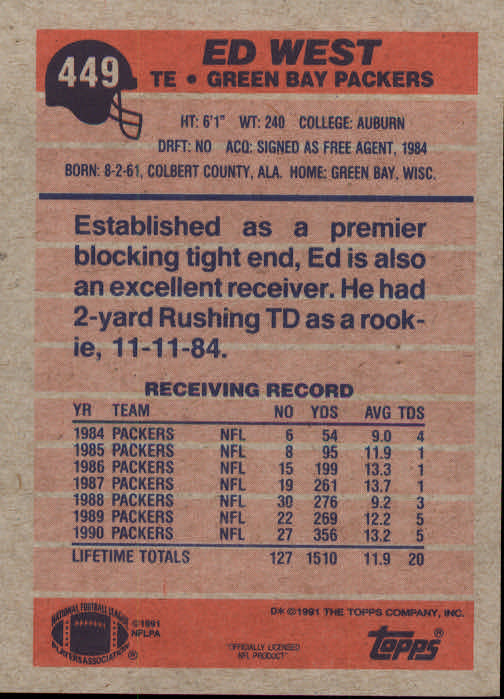 449
ED WEST
TE • GREEN BAY PACKERS
HT: 6'1" WT: 240 COLLEGE: AUBURN
DRFT: NO ACQ: SIGNED AS FREE AGENT, 1984
BORN: 8-2-61, COLBERT COUNTY, ALA. HOME: GREEN BAY, WISC.
Established as a premier
blocking tight end, Ed is also
an excellent receiver. He had
2-yard Rushing TD as a rook-
ie, 11-11-84.
RECEIVING RECORD
YR TEAM NO YDS AVG TDS
1984 PACKERS NFL 6 54 9.0 4
1985 PACKERS NFL 8 95 11.9 1
1986 PACKERS NFL 15 199 13.3 1
1987 PACKERS NFL 19 261 13.7 1
1988 PACKERS NFL 30 276 9.2 3
1989 PACKERS NFL 22 269 12.2 5
1990 PACKERS NFL 27 356 13.2 5
LIFETIME TOTALS 127 1510 11.9 20
NATIONAL FOOTBALL LEAGUE
PLAYERS ASSOCIATION
®
©1991
NFLPA
D* ©1991 THE TOPPS COMPANY, INC.
"OFFICIALLY LICENSED
NFL PRODUCT"
topps®